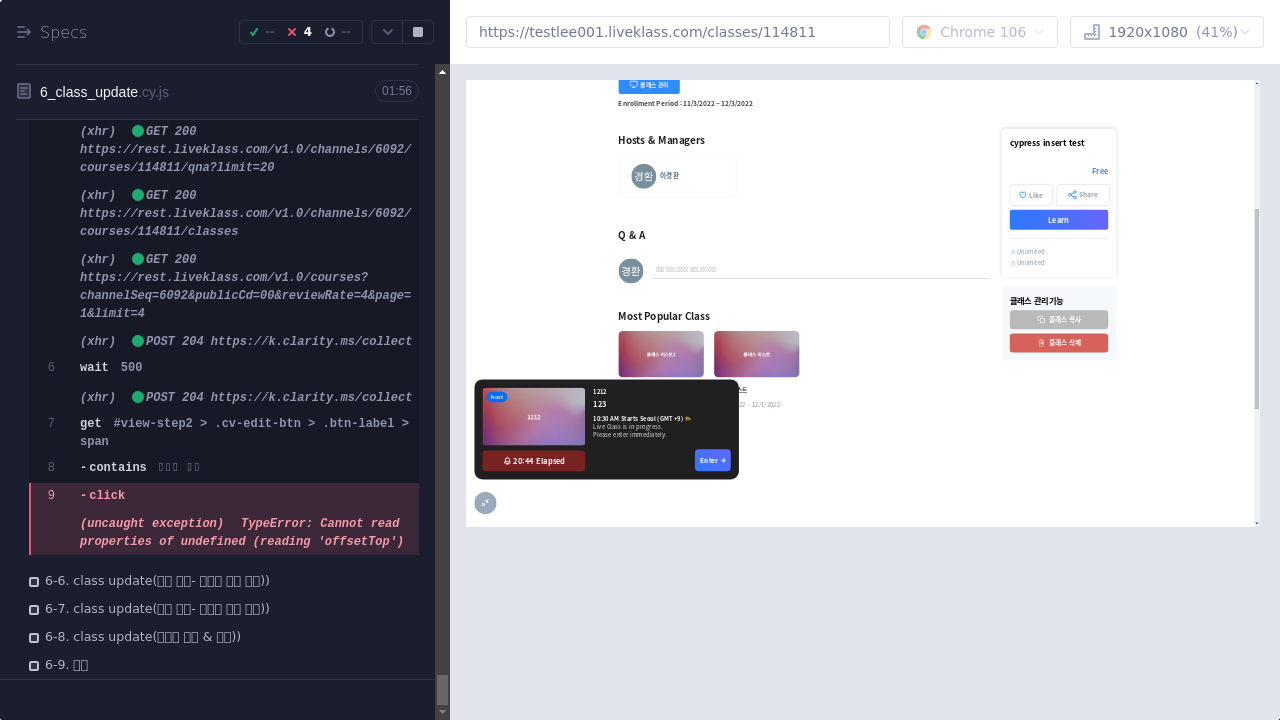 Specs
--
4
--
https://testlee001.liveklass.com/classes/114811
Chrome 106
1920x1080 (41%)
6_class_update.cy.js
01:56
(xhr) GET 200
https://rest.liveklass.com/v1.0/channels/6092/
courses/114811/qna?limit=20
(xhr) GET 200
https://rest.liveklass.com/v1.0/channels/6092/
courses/114811/classes
(xhr) GET 200
https://rest.liveklass.com/v1.0/courses?
channelSeq=6092&publicCd=00&reviewRate=4&page=
1&limit=4
(xhr) POST 204 https://k.clarity.ms/collect
6 wait 500
(xhr) POST 204 https://k.clarity.ms/collect
7 get #view-step2 > .cv-edit-btn > .btn-label >
span
8 -contains
9 -click
(uncaught exception) TypeError: Cannot read
properties of undefined (reading 'offsetTop')
6-6. class update(
6-7. class update(
6-8. class update(
6-9.
클래스 관리
Enrollment Period : 11/3/2022 ~ 12/3/2022
Hosts & Managers
경환 이경환
Q & A
경환
Most Popular Class
클래스 테스트2
클래스 테스트
스트
22 ~ 12/1/2022
host
1212
1212
123
10:30 AM Starts Seoul (GMT +9)
Live Class is in progress.
Please enter immediately.
20:44 Elapsed
Enter →
cypress insert test
Free
Like
Share
Learn
Unlimited
Unlimited
클래스 관리기능
클래스 복사
클래스 삭제